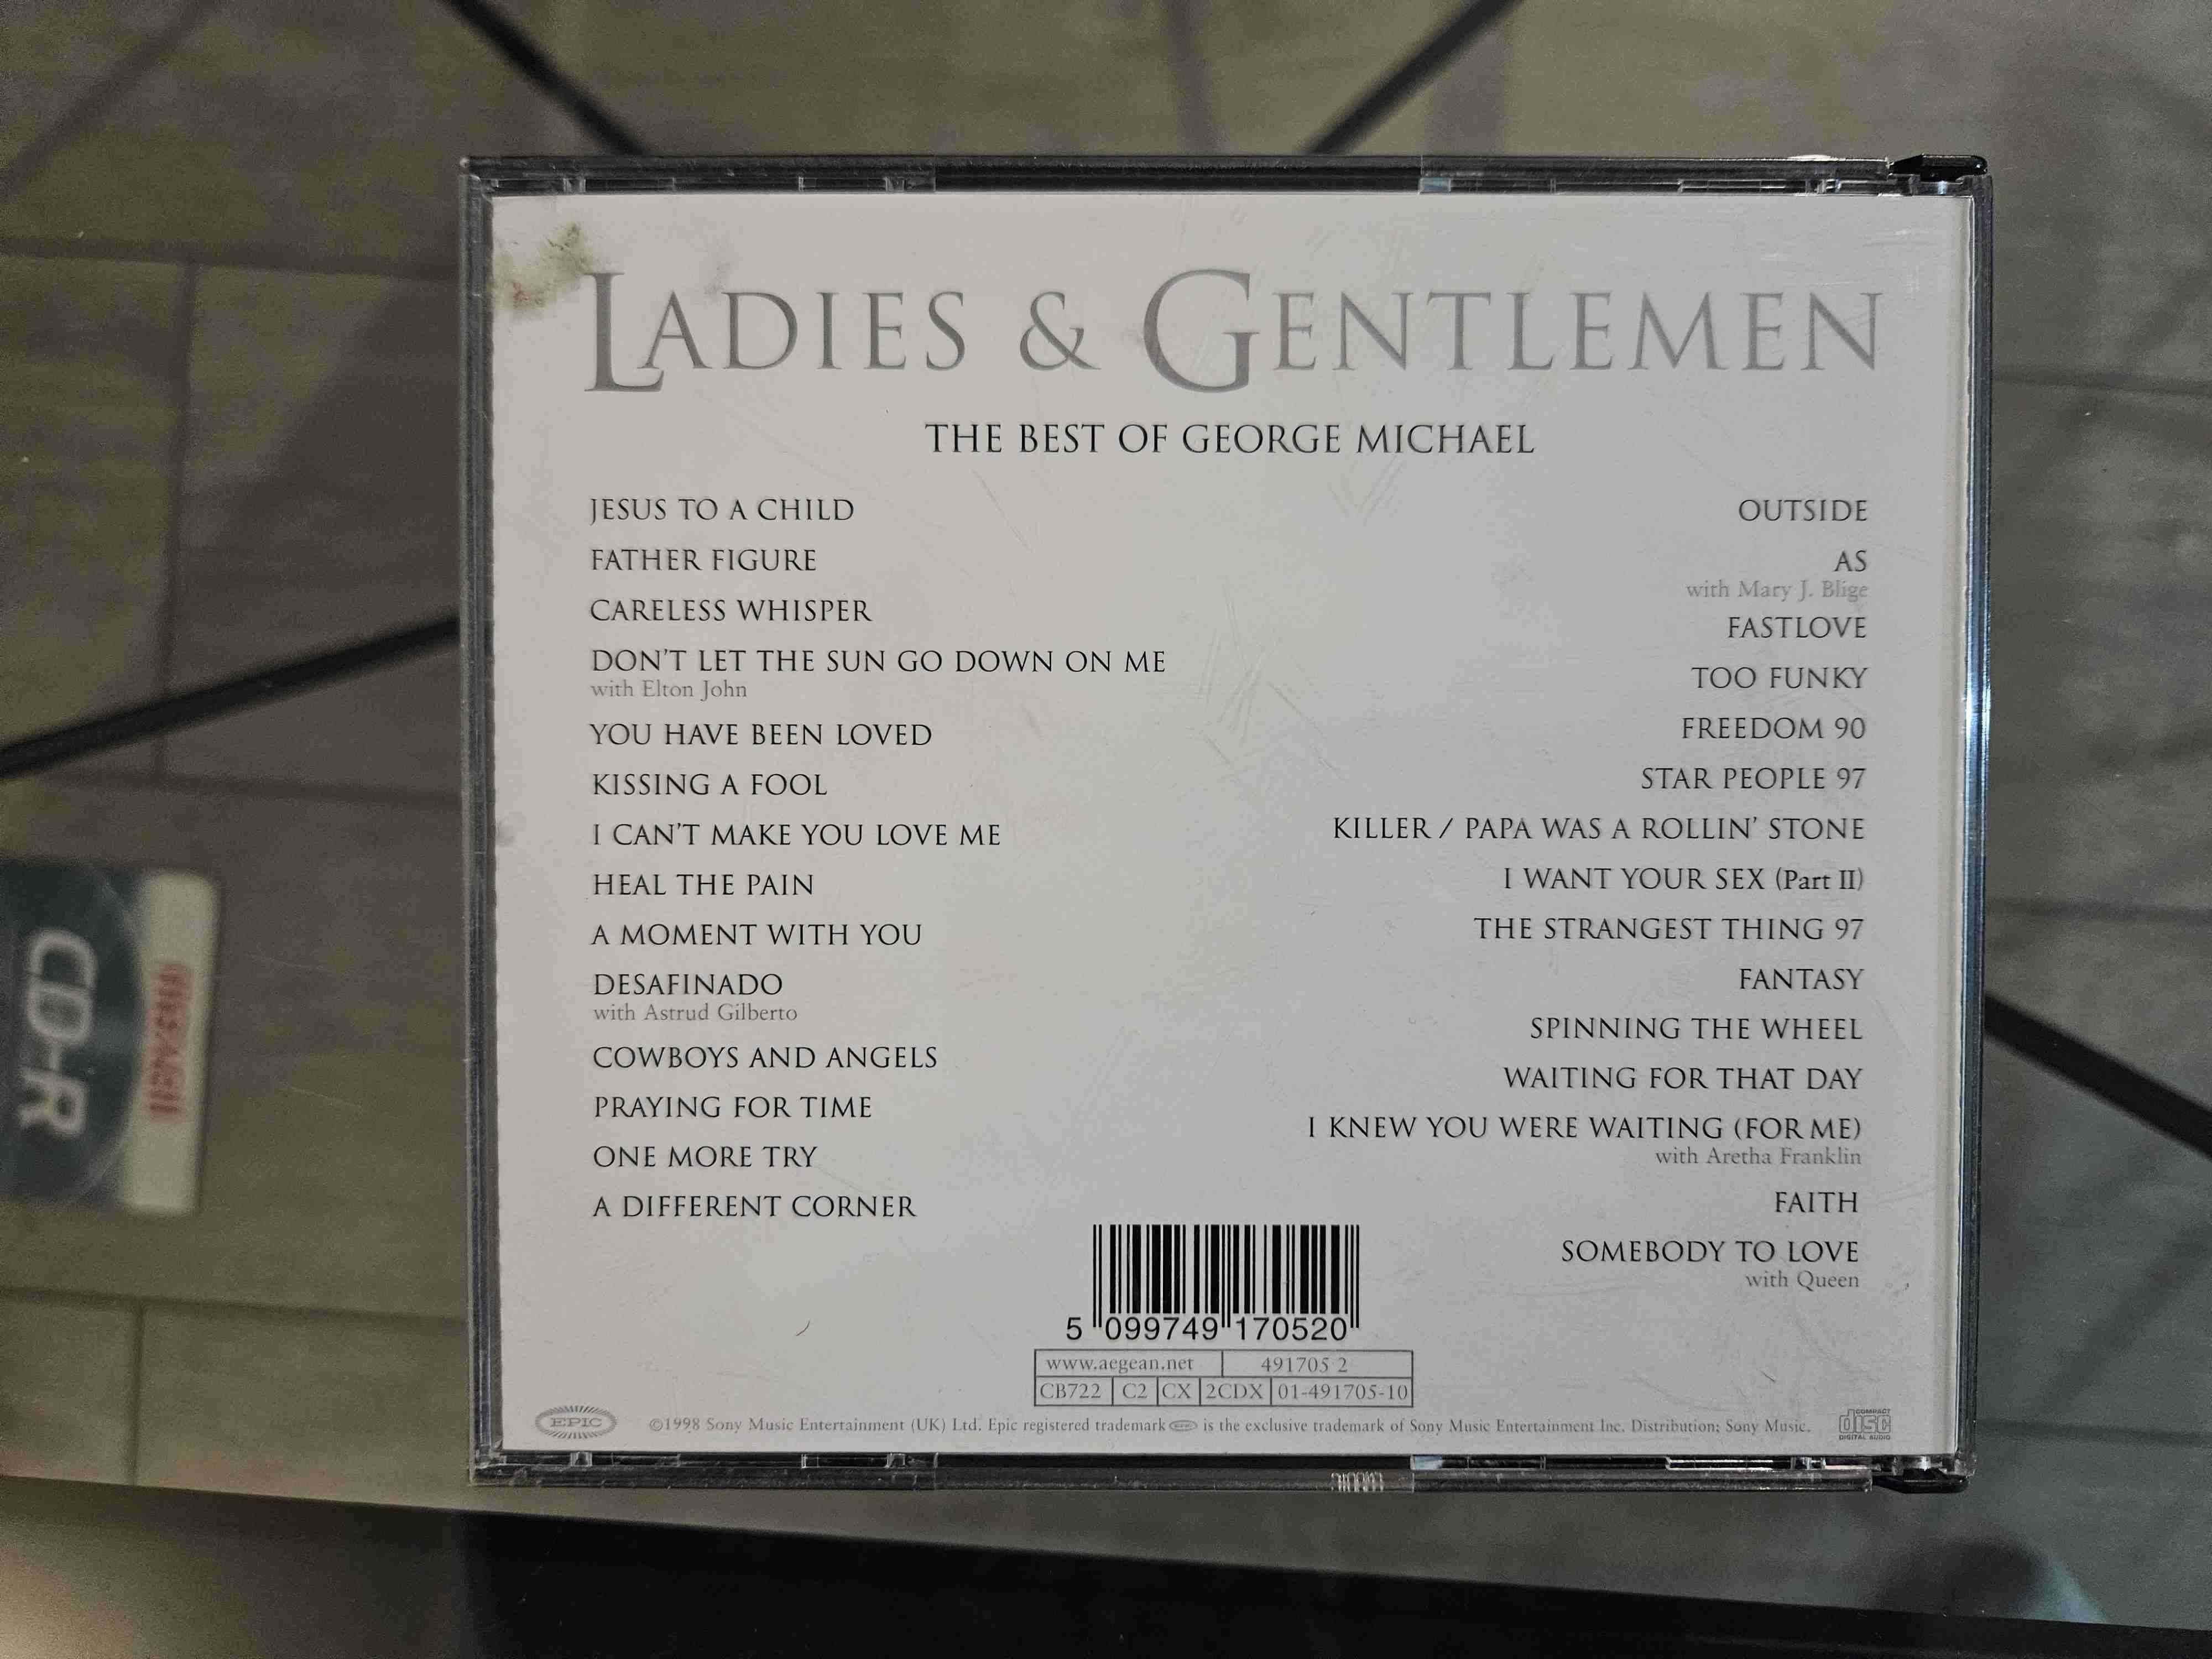 LADIES & GENTLEMEN
THE BEST OF GEORGE MICHAEL
JESUS TO A CHILD
FATHER FIGURE
CARELESS WHISPER
DON'T LET THE SUN GO DOWN ON ME
with Elton John
YOU HAVE BEEN LOVED
KISSING A FOOL
I CAN'T MAKE YOU LOVE ME
HEAL THE PAIN
A MOMENT WITH YOU
DESAFINADO
with Astrud Gilberto
COWBOYS AND ANGELS
PRAYING FOR TIME
ONE MORE TRY
A DIFFERENT CORNER
OUTSIDE
AS
with Mary J. Blige
FASTLOVE
TOO FUNKY
FREEDOM 90
STAR PEOPLE 97
KILLER / PAPA WAS A ROLLIN' STONE
I WANT YOUR SEX (Part II)
THE STRANGEST THING 97
FANTASY
SPINNING THE WHEEL
WAITING FOR THAT DAY
I KNEW YOU WERE WAITING (FOR ME)
with Aretha Franklin
FAITH
SOMEBODY TO LOVE
with Queen
5 099749 170520
www.aegean.net 491705 2
CB722 C2 CX 2CDX 01-491705-10
EPIC
©1998 Sony Music Entertainment (UK) Ltd. Epic registered trademark is the exclusive trademark of Sony Music Entertainment Inc. Distribution: Sony Music.
COMPACT
disc
DIGITAL AUDIO
CD-R